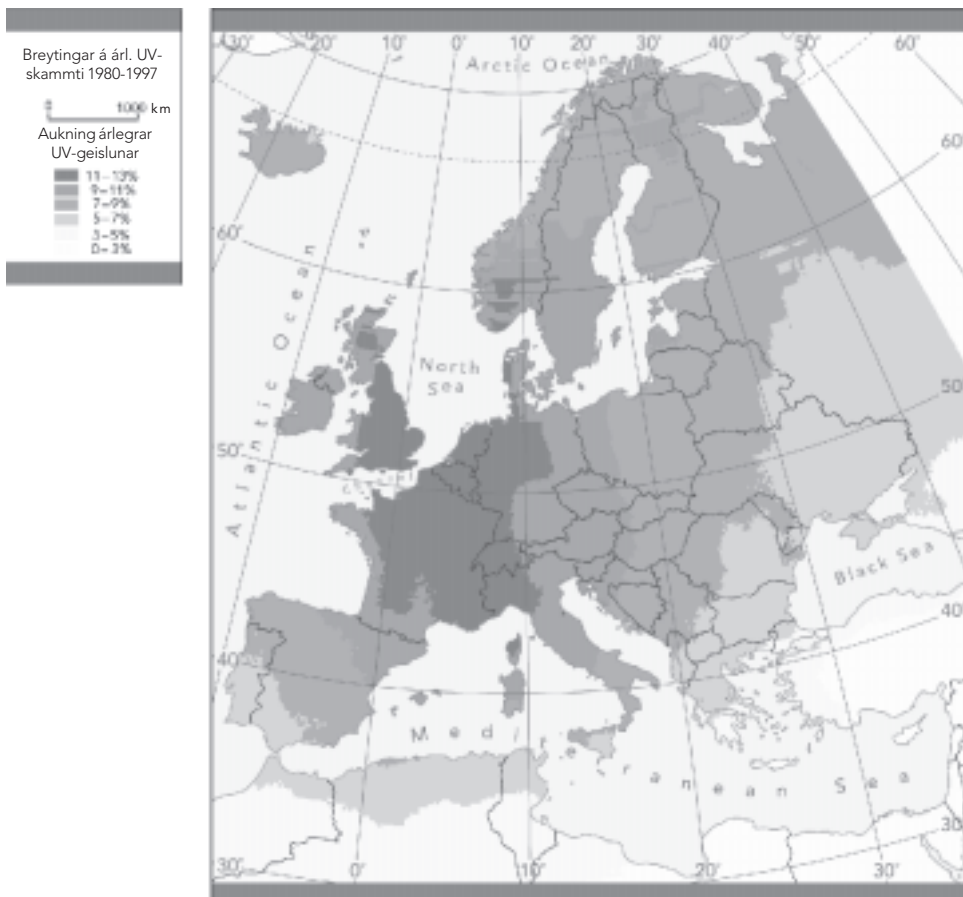 Breytingar á árl. UV-
skammti 1980-1997
0 1000 km
Aukning árlegrar
UV-geislunar
11–13%
9–11%
7–9%
5–7%
3–5%
0–3%
30° 20° 10° 0° 10° 20° 30° 40° 50° 60°
Arctic Ocean
60°
60°
Atlantic Ocean
North
Sea
50°
50°
Channel
Black Sea
40°
40°
Mediterranean Sea
30°
30° 0° 10° 20° 30°